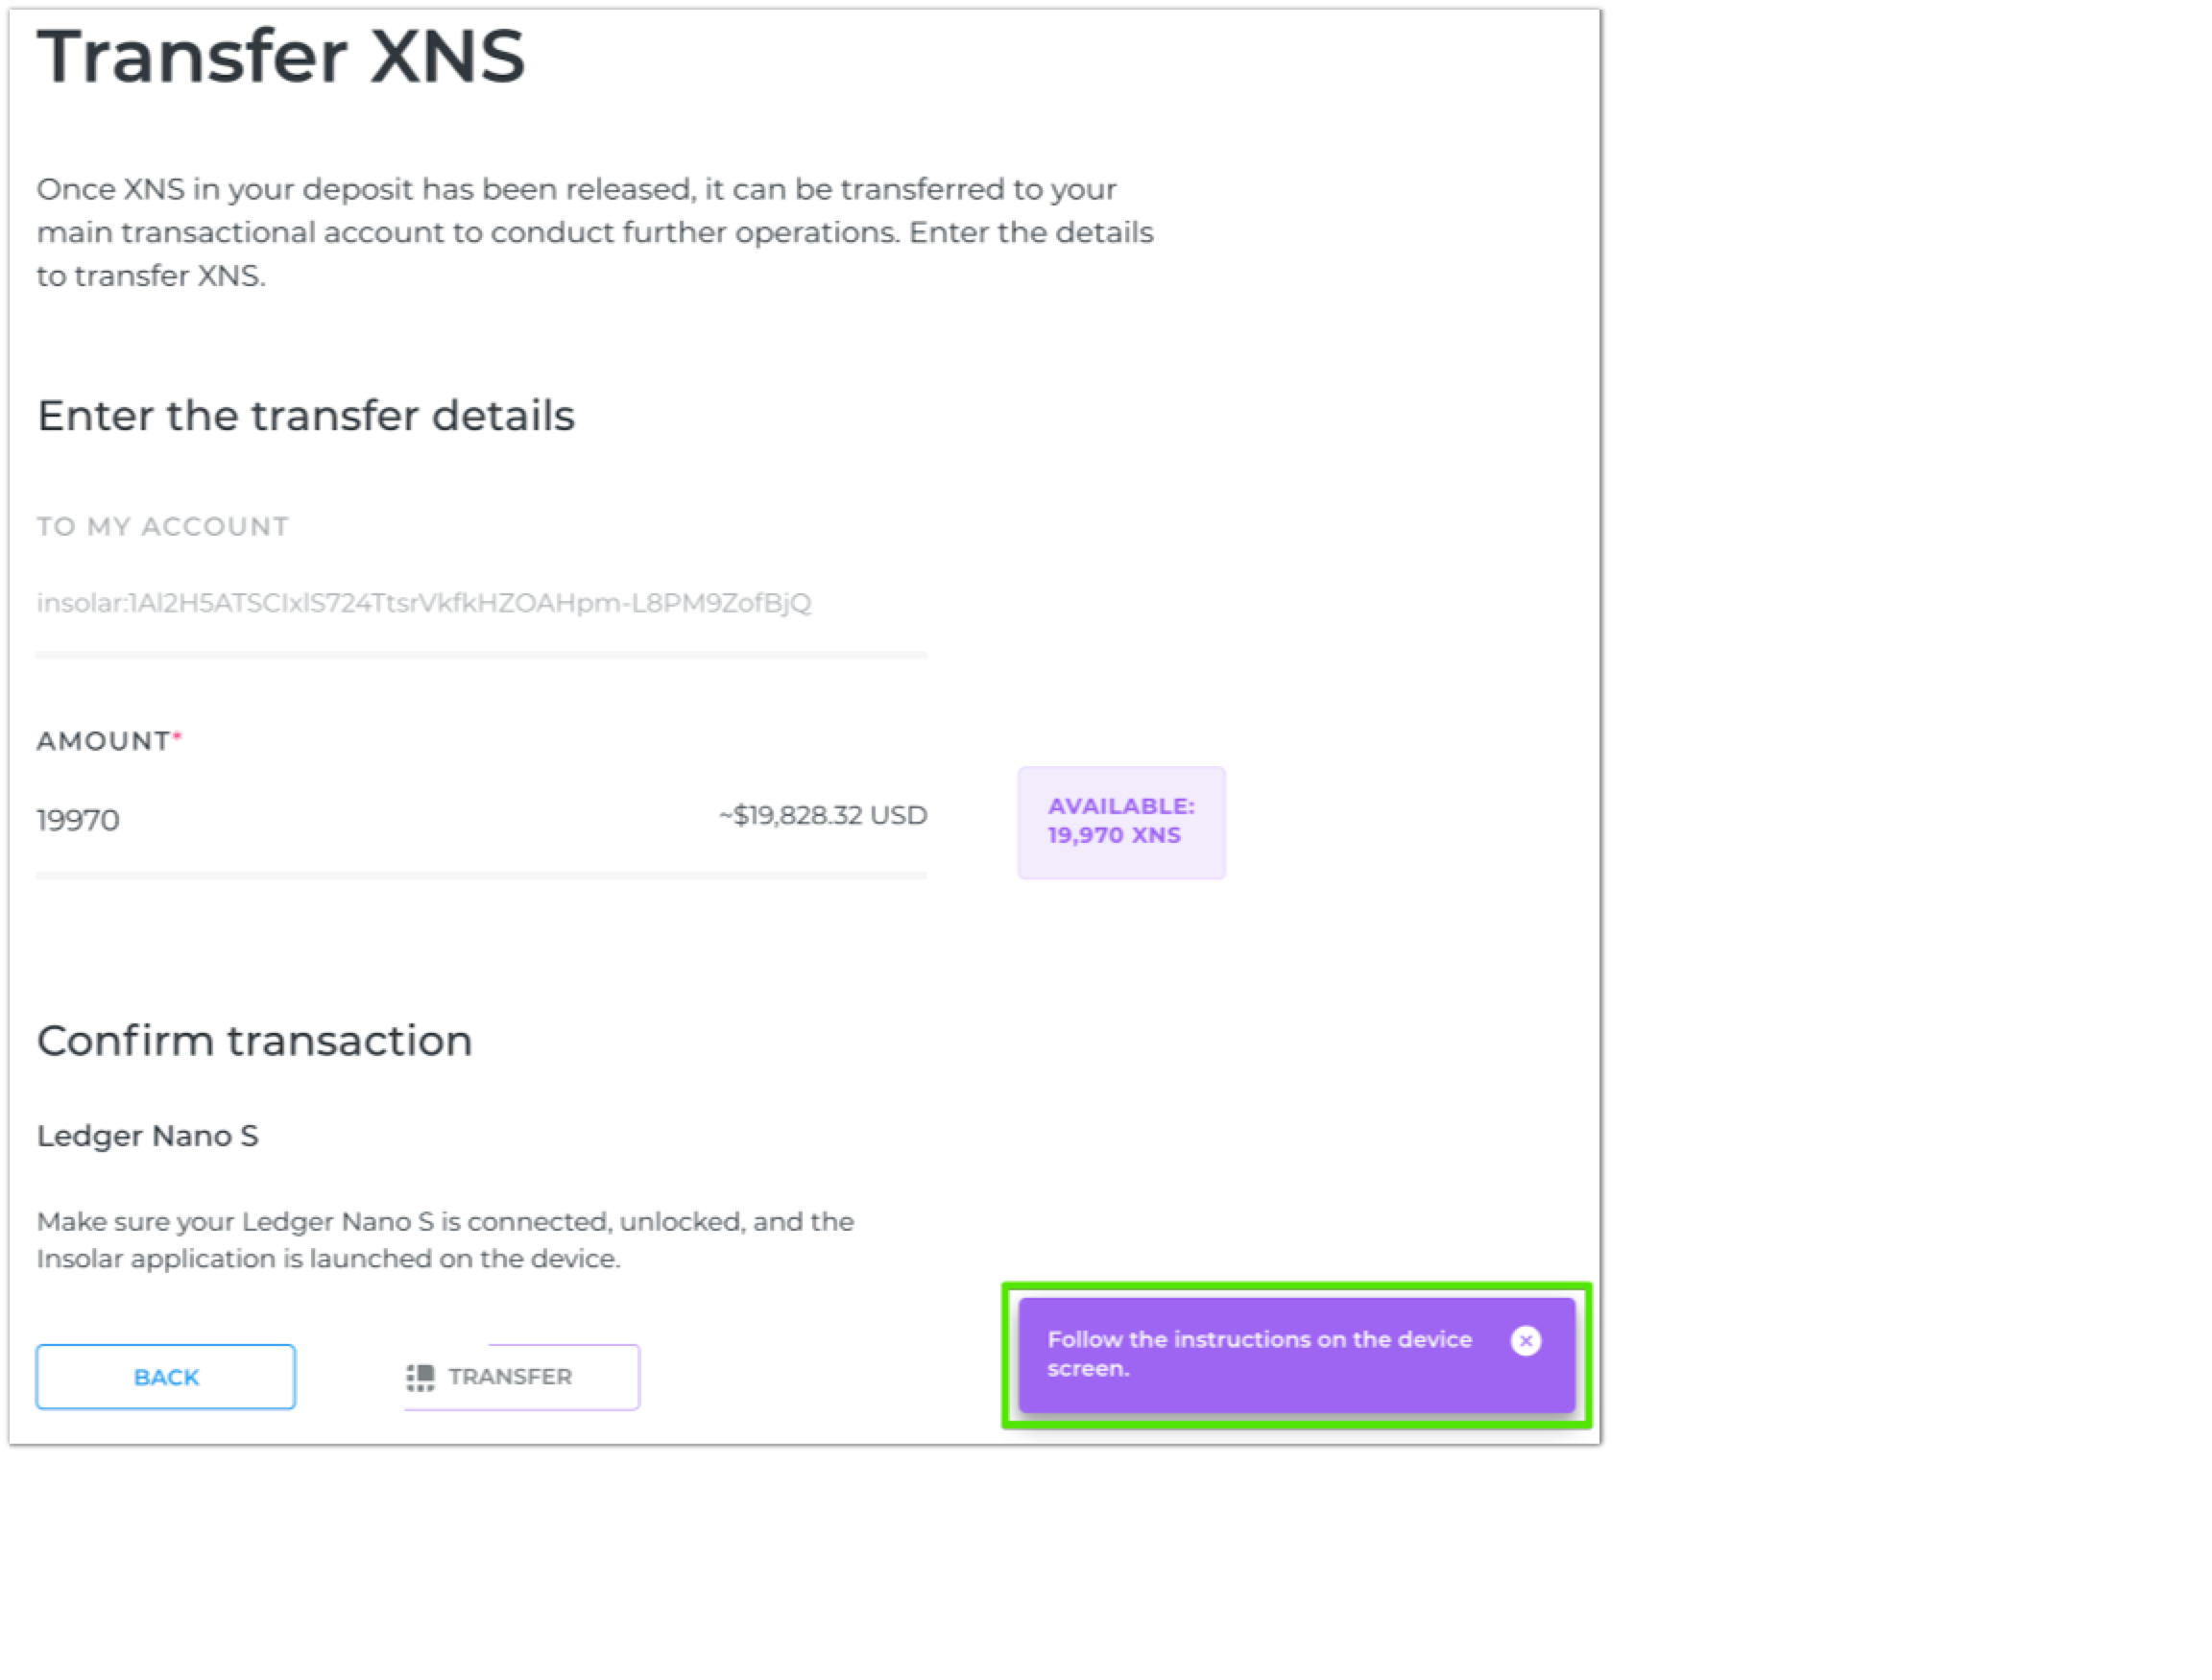 Transfer XNS
Once XNS in your deposit has been released, it can be transferred to your
main transactional account to conduct further operations. Enter the details
to transfer XNS.
Enter the transfer details
TO MY ACCOUNT
insolar:1Al2H5ATSCIxlS724TtsrVkfkHZOAHpm-L8PM9ZofBjQ
AMOUNT*
19970
~$19,828.32 USD
AVAILABLE:
19,970 XNS
Confirm transaction
Ledger Nano S
Make sure your Ledger Nano S is connected, unlocked, and the
Insolar application is launched on the device.
BACK
TRANSFER
Follow the instructions on the device
screen.